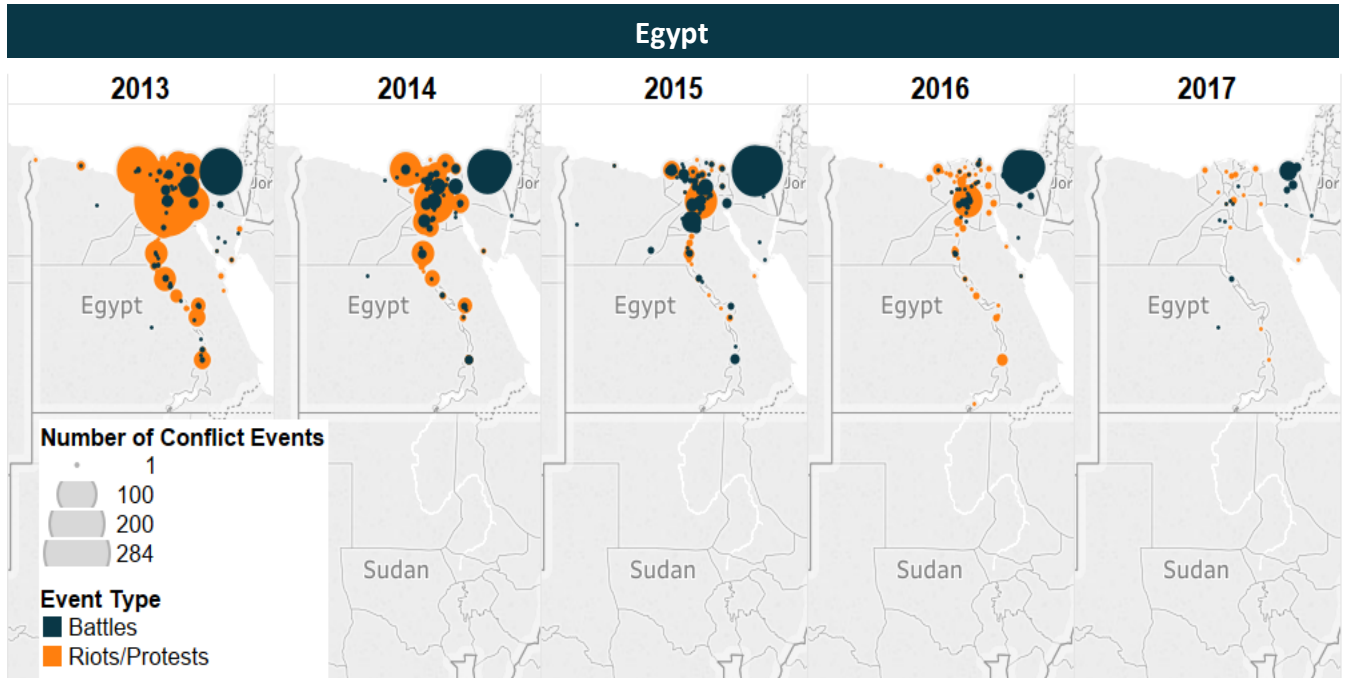 Egypt
2013 2014 2015 2016 2017
Jor Jor Jor Jor Jor
Egypt Egypt Egypt Egypt Egypt
Number of Conflict Events
1
100
200
284
Sudan Sudan Sudan Sudan
Event Type
Battles
Riots/Protests